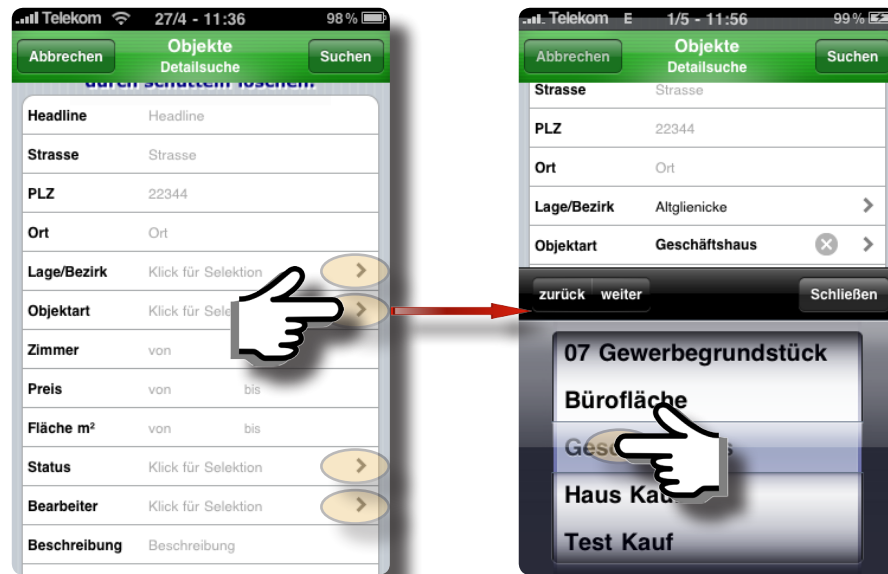 Telekom 27/4 - 11:36 98 %
Abbrechen
Objekte
Detailsuche
Suchen
durch schütteln löschen.
Headline Headline
Strasse Strasse
PLZ 22344
Ort Ort
Lage/Bezirk Klick für Selektion
Objektart Klick für Sele
Zimmer von
Preis von bis
Fläche m² von bis
Status Klick für Selektion
Bearbeiter Klick für Selektion
Beschreibung Beschreibung
Telekom E 1/5 - 11:56 99 %
Abbrechen
Objekte
Detailsuche
Suchen
Strasse Strasse
PLZ 22344
Ort Ort
Lage/Bezirk Altglienicke
Objektart Geschäftshaus
zurück weiter Schließen
07 Gewerbegrundstück
Bürofläche
Ges s
Haus Kau
Test Kauf